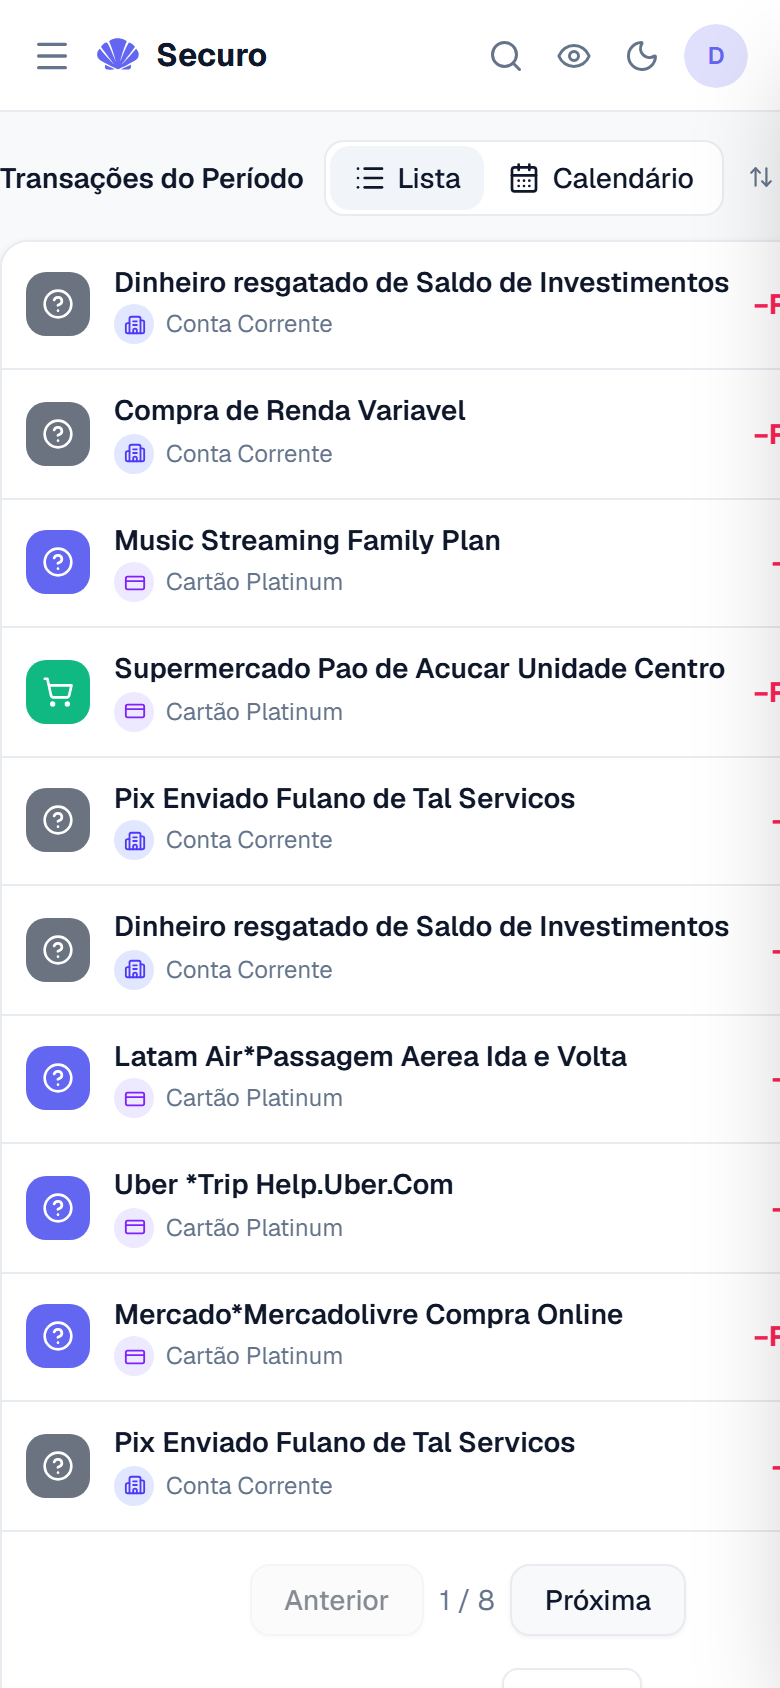 Securo
D
Transações do Período
Lista
Calendário
Dinheiro resgatado de Saldo de Investimentos
Conta Corrente
Compra de Renda Variavel
Conta Corrente
Music Streaming Family Plan
Cartão Platinum
Supermercado Pao de Acucar Unidade Centro
Cartão Platinum
Pix Enviado Fulano de Tal Servicos
Conta Corrente
Dinheiro resgatado de Saldo de Investimentos
Conta Corrente
Latam Air*Passagem Aerea Ida e Volta
Cartão Platinum
Uber *Trip Help.Uber.Com
Cartão Platinum
Mercado*Mercadolivre Compra Online
Cartão Platinum
Pix Enviado Fulano de Tal Servicos
Conta Corrente
Anterior
1 / 8
Próxima